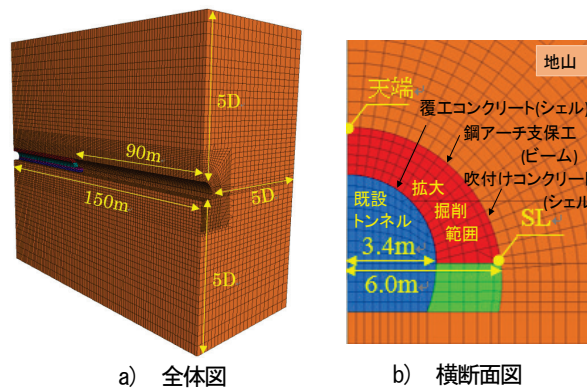 5D
90m
150m
5D
5D
a) 全体図
地山
天端
覆工コンクリート(シェル)
鋼アーチ支保工
(ビーム)
吹付けコンクリート
(シェル
拡大
掘削
範囲
既設
トンネル
SL
3.4m
6.0m
b) 横断面図